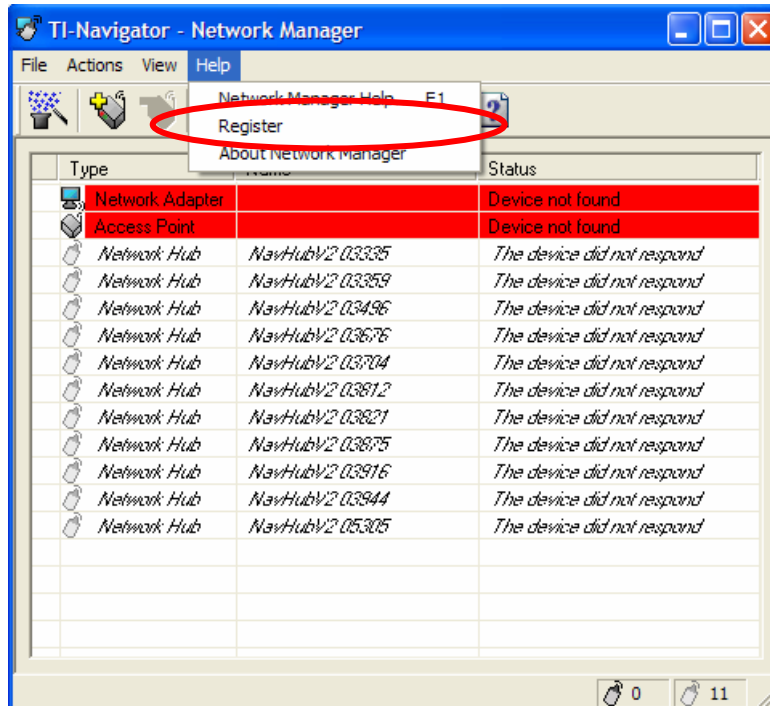 TI-Navigator - Network Manager
File Actions View Help
Network Manager Help F1
Register
About Network Manager
Type Name Status
Network Adapter Device not found
Access Point Device not found
Network Hub NavHubV2 03335 The device did not respond
Network Hub NavHubV2 03359 The device did not respond
Network Hub NavHubV2 03496 The device did not respond
Network Hub NavHubV2 03676 The device did not respond
Network Hub NavHubV2 03704 The device did not respond
Network Hub NavHubV2 03812 The device did not respond
Network Hub NavHubV2 03821 The device did not respond
Network Hub NavHubV2 03875 The device did not respond
Network Hub NavHubV2 03916 The device did not respond
Network Hub NavHubV2 03944 The device did not respond
Network Hub NavHubV2 05305 The device did not respond
0 11